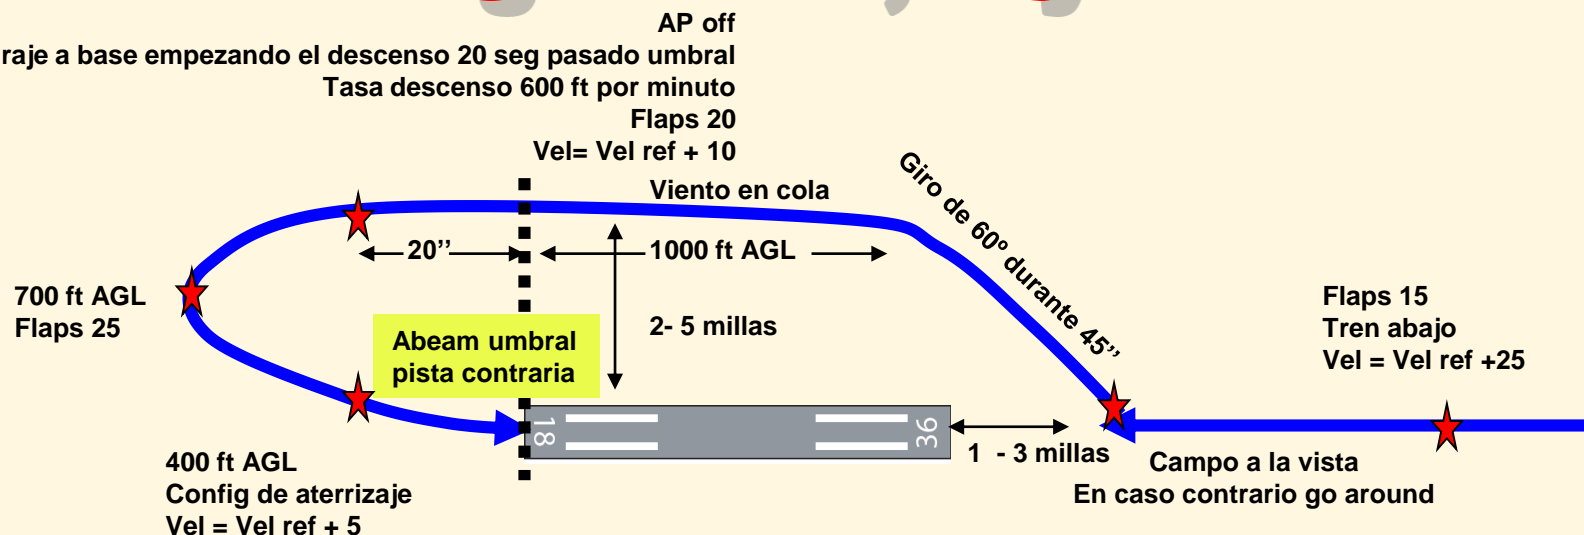 AP off
raje a base empezando el descenso 20 seg pasado umbral
Tasa descenso 600 ft por minuto
Flaps 20
Vel= Vel ref + 10
Viento en cola
Giro de 60º durante 45’’
20’’
1000 ft AGL
700 ft AGL
Flaps 25
2- 5 millas
Abeam umbral
pista contraria
Flaps 15
Tren abajo
Vel = Vel ref +25
18
36
1 - 3 millas
Campo a la vista
En caso contrario go around
400 ft AGL
Config de aterrizaje
Vel = Vel ref + 5